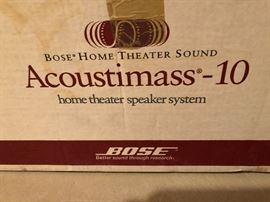 BOSE® HOME THEATER SOUND
Acoustimass®-10
home theater speaker system
BOSE
Better sound through research.